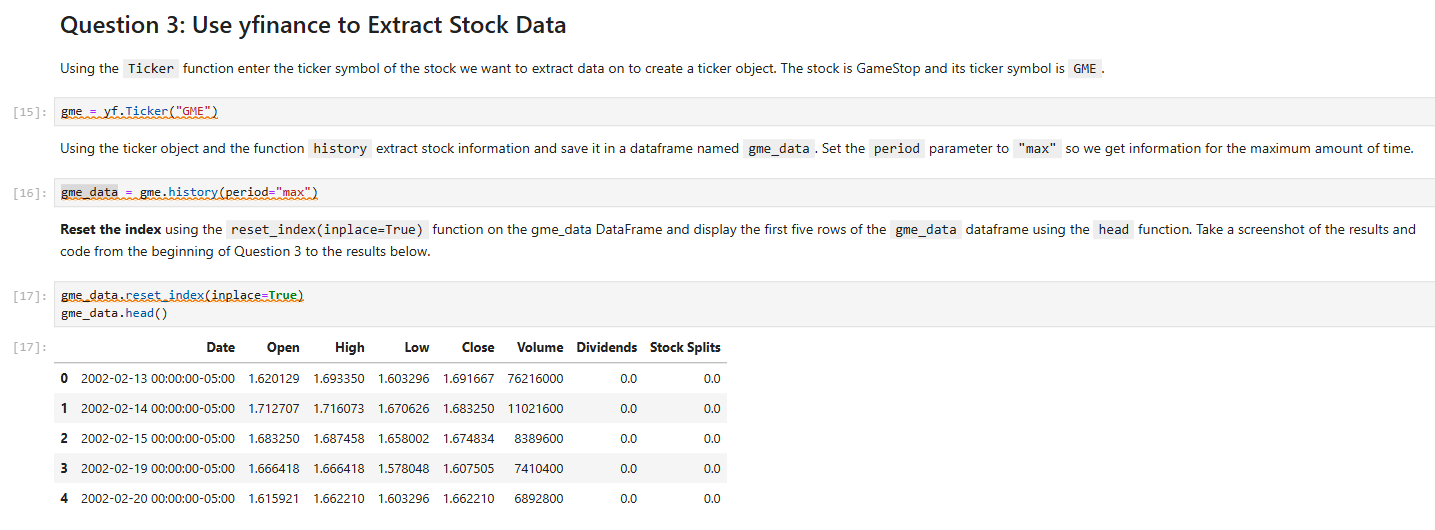 Question 3: Use yfinance to Extract Stock Data
Using the Ticker function enter the ticker symbol of the stock we want to extract data on to create a ticker object. The stock is GameStop and its ticker symbol is GME .
[15]: gme = yf.Ticker("GME")
Using the ticker object and the function history extract stock information and save it in a dataframe named gme_data . Set the period parameter to "max" so we get information for the maximum amount of time.
[16]: gme_data = gme.history(period="max")
Reset the index using the reset_index(inplace=True) function on the gme_data DataFrame and display the first five rows of the gme_data dataframe using the head function. Take a screenshot of the results and
code from the beginning of Question 3 to the results below.
[17]: gme_data.reset_index(inplace=True)
gme_data.head()
[17]: Date Open High Low Close Volume Dividends Stock Splits
0 2002-02-13 00:00:00-05:00 1.620129 1.693350 1.603296 1.691667 76216000 0.0 0.0
1 2002-02-14 00:00:00-05:00 1.712707 1.716073 1.670626 1.683250 11021600 0.0 0.0
2 2002-02-15 00:00:00-05:00 1.683250 1.687458 1.658002 1.674834 8389600 0.0 0.0
3 2002-02-19 00:00:00-05:00 1.666418 1.666418 1.578048 1.607505 7410400 0.0 0.0
4 2002-02-20 00:00:00-05:00 1.615921 1.662210 1.603296 1.662210 6892800 0.0 0.0